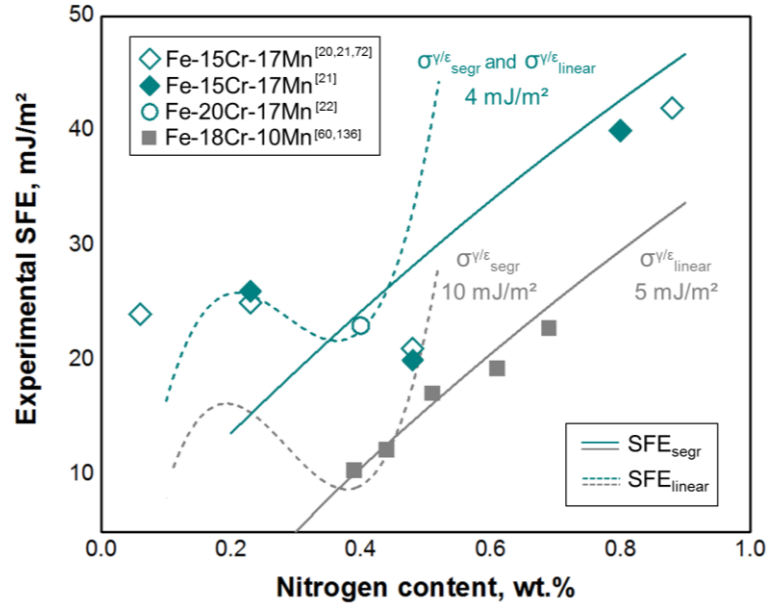 50
40
30
20
10
0.0
0.2
0.4
0.6
0.8
1.0
Experimental SFE, mJ/m²
Nitrogen content, wt.%
Fe-15Cr-17Mn[20,21,72]
Fe-15Cr-17Mn[21]
Fe-20Cr-17Mn[22]
Fe-18Cr-10Mn[60,136]
σγ/εsegr and σγ/εlinear
4 mJ/m²
σγ/εsegr
10 mJ/m²
σγ/εlinear
5 mJ/m²
SFEsegr
SFElinear